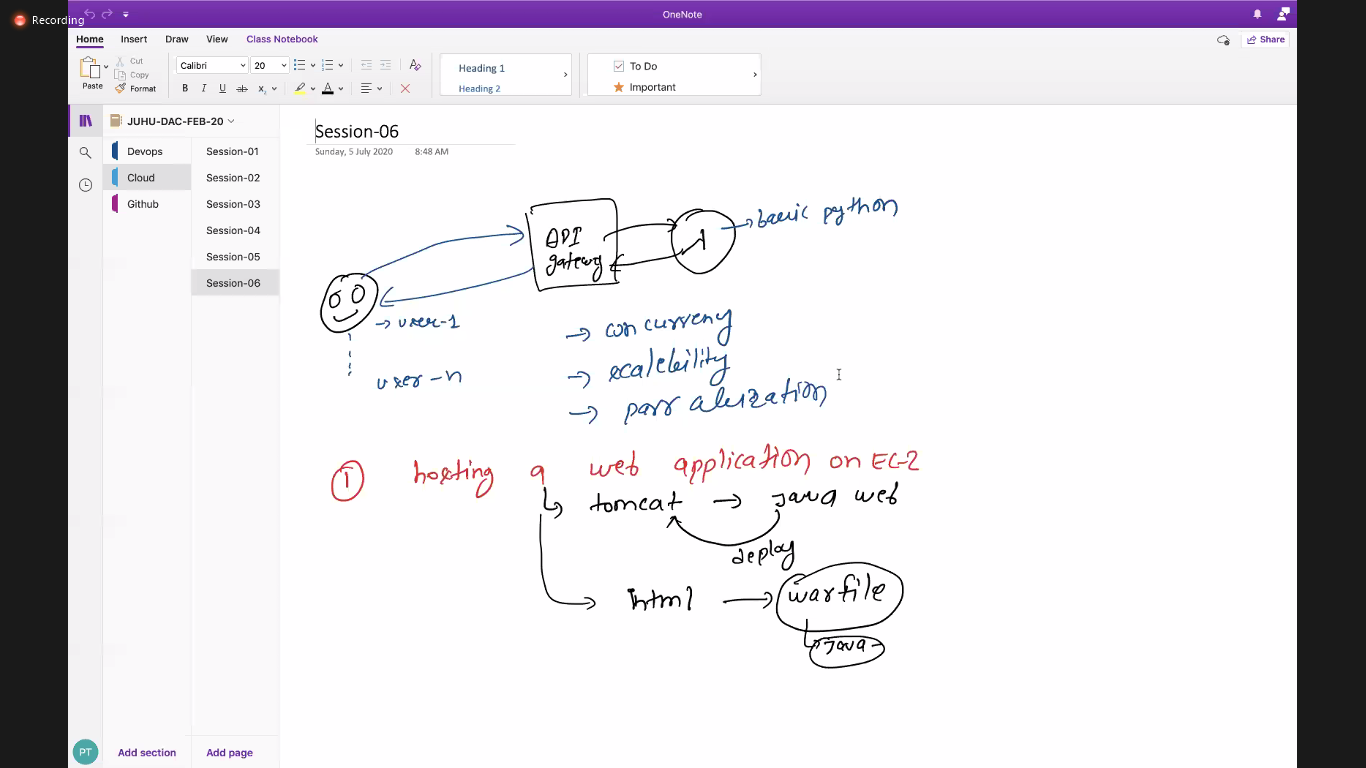 Recording
OneNote
Home Insert Draw View Class Notebook
Share
Paste
Cut
Copy
Format
Calibri 20
B I U ab x
Heading 1
Heading 2
To Do
Important
JUHU-DAC-FEB-20
Devops
Cloud
Github
Session-01
Session-02
Session-03
Session-04
Session-05
Session-06
Session-06
Sunday, 5 July 2020 8:48 AM
API
gateway
λ
→ basic python
→ user-1
user-n
→ concurrency
→ scalebility
→ parralization
① hosting a web application on EC-2
tomcat → java web
deploy
html → warfile
java
PT
Add section Add page